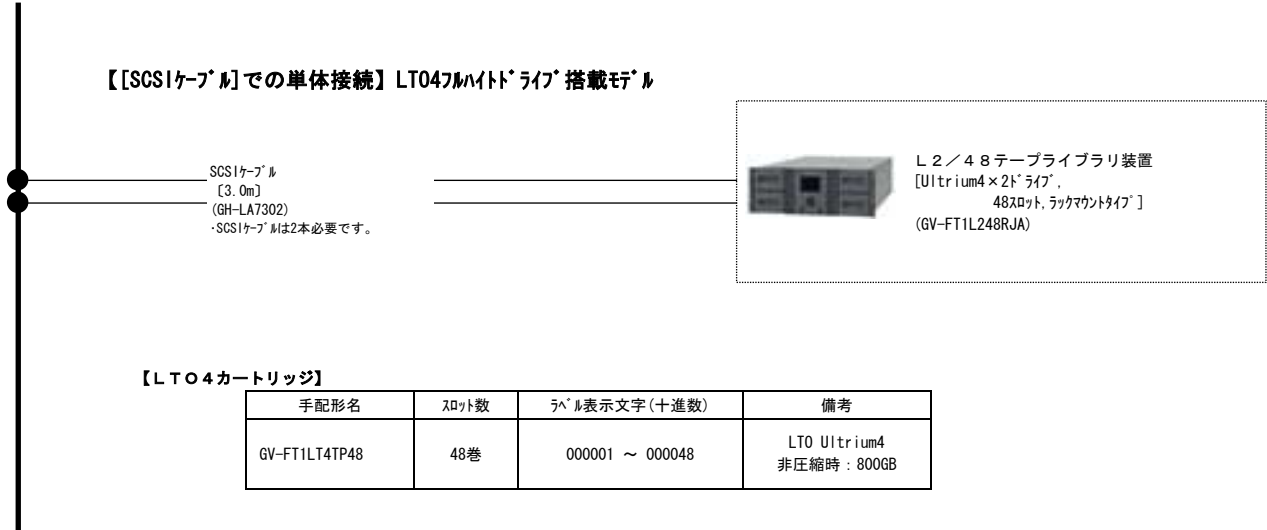 【[SCSIｹｰﾌﾞﾙ]での単体接続】LTO4ﾌﾙﾊｲﾄﾄﾞﾗｲﾌﾞ搭載ﾓﾃﾞﾙ
SCSIｹｰﾌﾞﾙ
〔3.0m〕
(GH-LA7302)
･SCSIｹｰﾌﾞﾙは2本必要です。
Ｌ２／４８テープライブラリ装置
[Ultrium4×2ﾄﾞﾗｲﾌﾞ,
48ｽﾛｯﾄ,ﾗｯｸﾏｳﾝﾄﾀｲﾌﾟ]
(GV-FT1L248RJA)
【ＬＴＯ４カートリッジ】
手配形名 ｽﾛｯﾄ数 ﾗﾍﾞﾙ表示文字(十進数) 備考
GV-FT1LT4TP48 48巻 000001 ～ 000048 LTO Ultrium4
非圧縮時：800GB